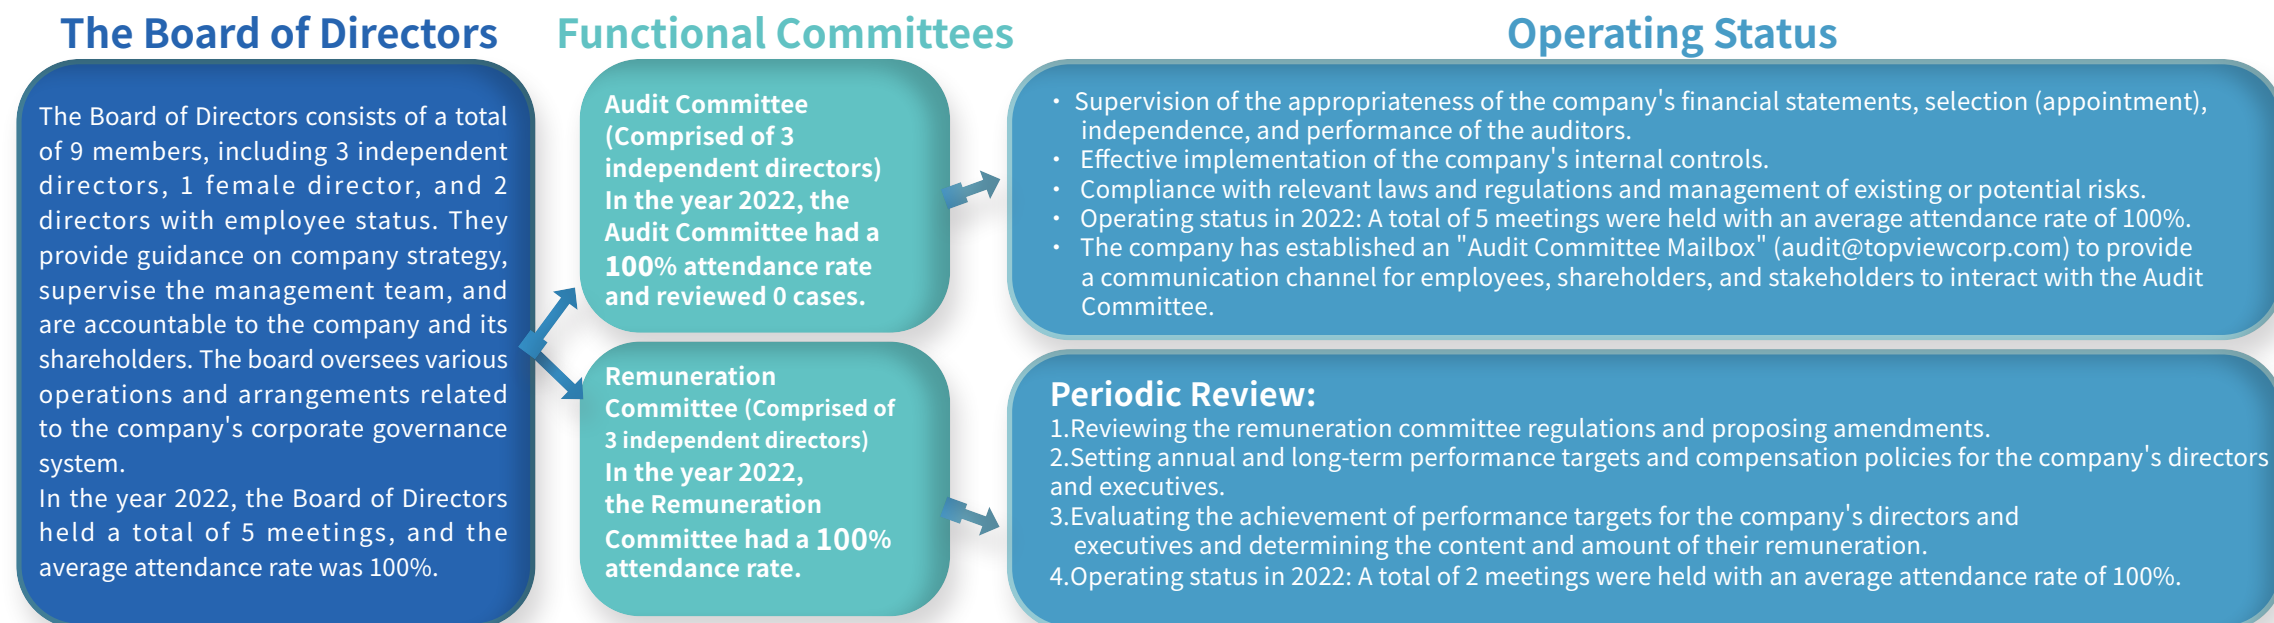 The Board of Directors
The Board of Directors consists of a total
of 9 members, including 3 independent
directors, 1 female director, and 2
directors with employee status. They
provide guidance on company strategy,
supervise the management team, and
are accountable to the company and its
shareholders. The board oversees various
operations and arrangements related
to the company's corporate governance
system.
In the year 2022, the Board of Directors
held a total of 5 meetings, and the
average attendance rate was 100%.
Functional Committees
Audit Committee
(Comprised of 3
independent directors)
In the year 2022, the
Audit Committee had a
100% attendance rate
and reviewed 0 cases.
Remuneration
Committee (Comprised of
3 independent directors)
In the year 2022,
the Remuneration
Committee had a 100%
attendance rate.
Operating Status
・ Supervision of the appropriateness of the company's financial statements, selection (appointment),
independence, and performance of the auditors.
・ Effective implementation of the company's internal controls.
・ Compliance with relevant laws and regulations and management of existing or potential risks.
・ Operating status in 2022: A total of 5 meetings were held with an average attendance rate of 100%.
・ The company has established an "Audit Committee Mailbox" (audit@topviewcorp.com) to provide
a communication channel for employees, shareholders, and stakeholders to interact with the Audit
Committee.
Periodic Review:
1.Reviewing the remuneration committee regulations and proposing amendments.
2.Setting annual and long-term performance targets and compensation policies for the company's directors
and executives.
3.Evaluating the achievement of performance targets for the company's directors and
executives and determining the content and amount of their remuneration.
4.Operating status in 2022: A total of 2 meetings were held with an average attendance rate of 100%.